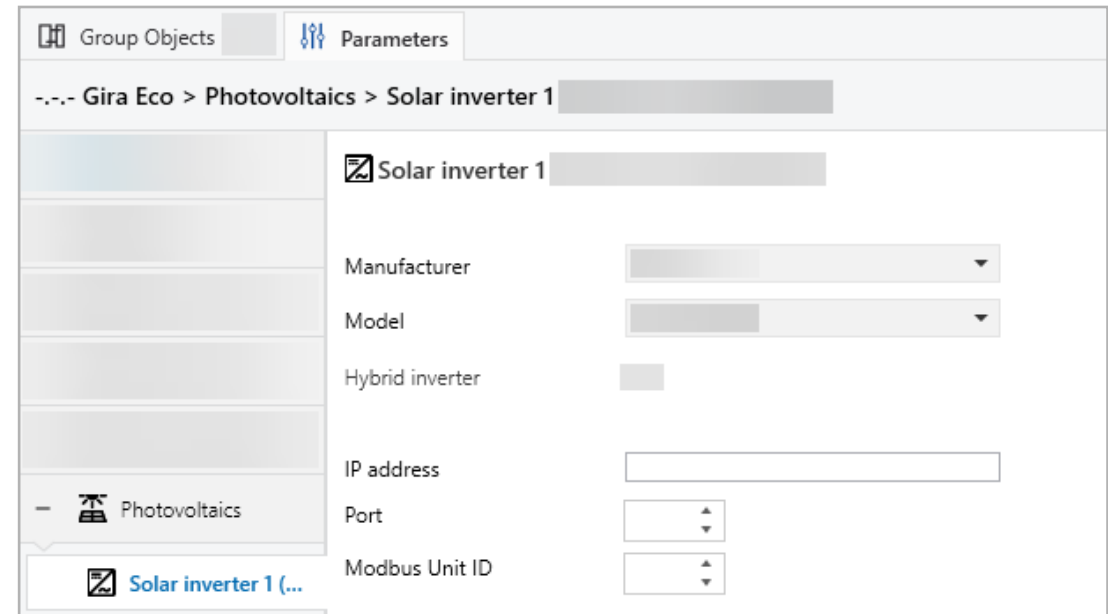 Group Objects
Parameters
-.-.- Gira Eco > Photovoltaics > Solar inverter 1
Solar inverter 1
Manufacturer
Model
Hybrid inverter
IP address
Port
Modbus Unit ID
Photovoltaics
Solar inverter 1 (...